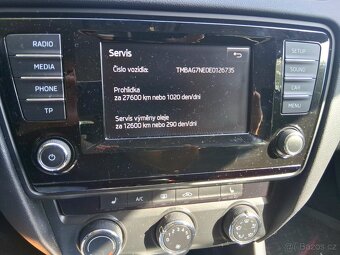 Servis
Číslo vozidla: TMBAG7NE0E0126735
Prohlídka
za 27600 km nebo 1020 den/dní
Servis výměny oleje
za 12600 km nebo 290 den/dní
RADIO
MEDIA
PHONE
TP
SETUP
SOUND
CAR
MENU
A/C
Bazoš.cz